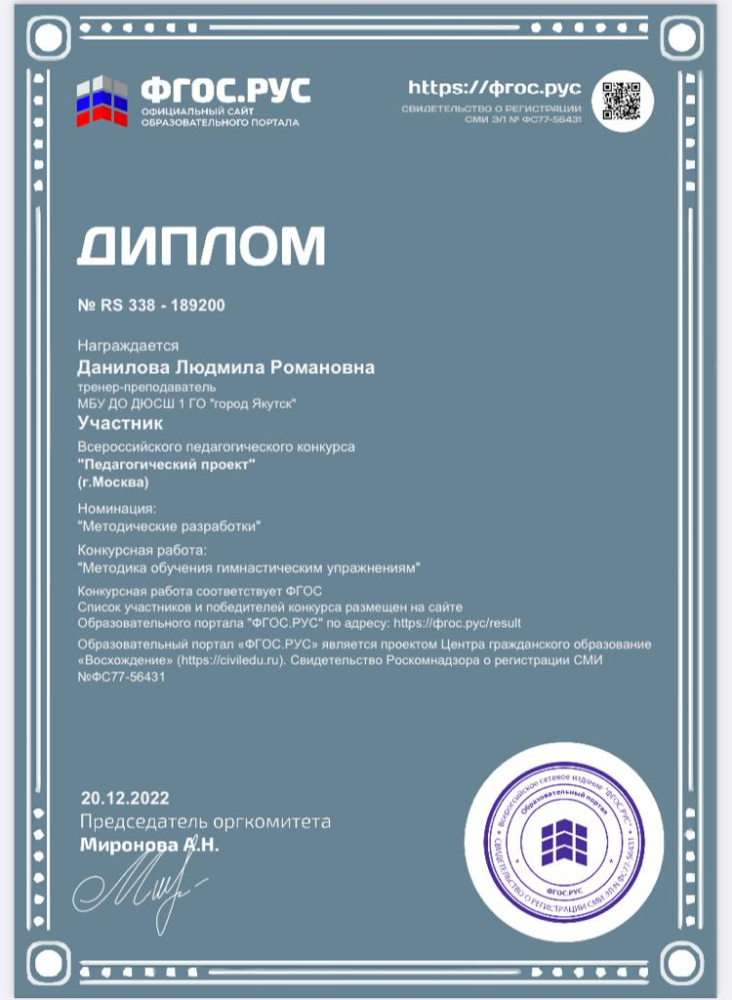 ФГОС.РУС
ОФИЦИАЛЬНЫЙ САЙТ
ОБРАЗОВАТЕЛЬНОГО ПОРТАЛА
https://фгос.рус
СВИДЕТЕЛЬСТВО О РЕГИСТРАЦИИ
СМИ ЭЛ № ФС77-56431
ДИПЛОМ
№ RS 338 - 189200
Награждается
Данилова Людмила Романовна
тренер-преподаватель
МБУ ДО ДЮСШ 1 ГО "город Якутск"
Участник
Всероссийского педагогического конкурса
"Педагогический проект"
(г.Москва)
Номинация:
"Методические разработки"
Конкурсная работа:
"Методика обучения гимнастическим упражнениям"
Конкурсная работа соответствует ФГОС
Список участников и победителей конкурса размещен на сайте
Образовательного портала "ФГОС.РУС" по адресу: https://фгос.рус/result
Образовательный портал «ФГОС.РУС» является проектом Центра гражданского образование
«Восхождение» (https://civiledu.ru). Свидетельство Роскомнадзора о регистрации СМИ
№ФС77-56431
20.12.2022
Председатель оргкомитета
Миронова А.Н.
Всероссийское сетевое издание "ФГОС.РУС"
СВИДЕТЕЛЬСТВО О РЕГИСТРАЦИИ СМИ ЭЛ № ФС77-56431
Образовательный портал
ФГОС.РУС